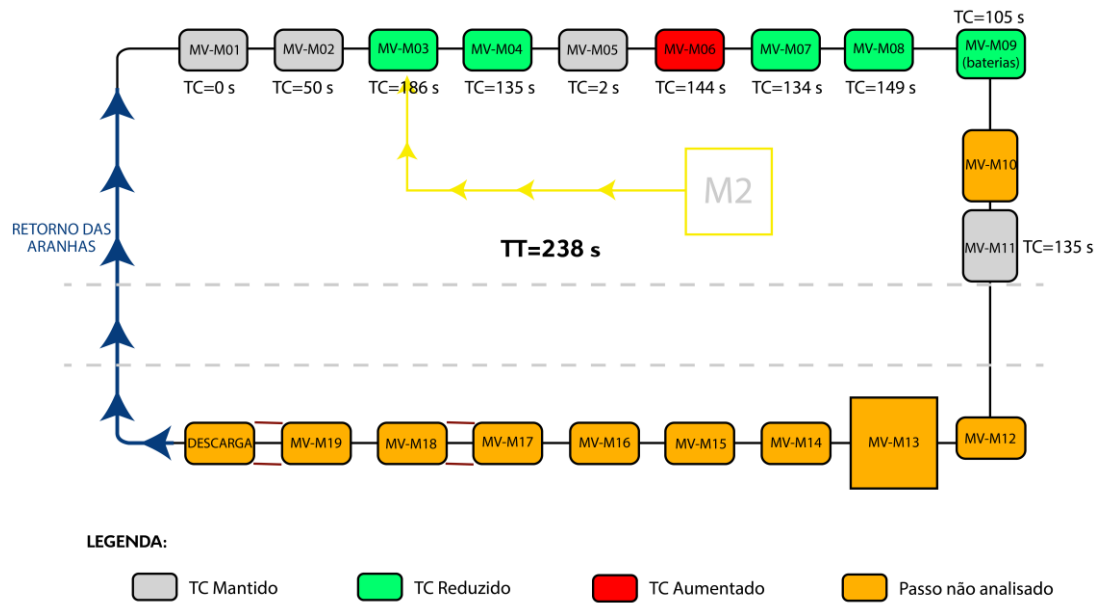 TC=105 s
MV-M01
MV-M02
MV-M03
MV-M04
MV-M05
MV-M06
MV-M07
MV-M08
MV-M09
(baterias)
TC=0 s
TC=50 s
TC=186 s
TC=135 s
TC=2 s
TC=144 s
TC=134 s
TC=149 s
MV-M10
M2
RETORNO DAS
ARANHAS
TT=238 s
MV-M11
TC=135 s
DESCARGA
MV-M19
MV-M18
MV-M17
MV-M16
MV-M15
MV-M14
MV-M13
MV-M12
LEGENDA:
TC Mantido
TC Reduzido
TC Aumentado
Passo não analisado